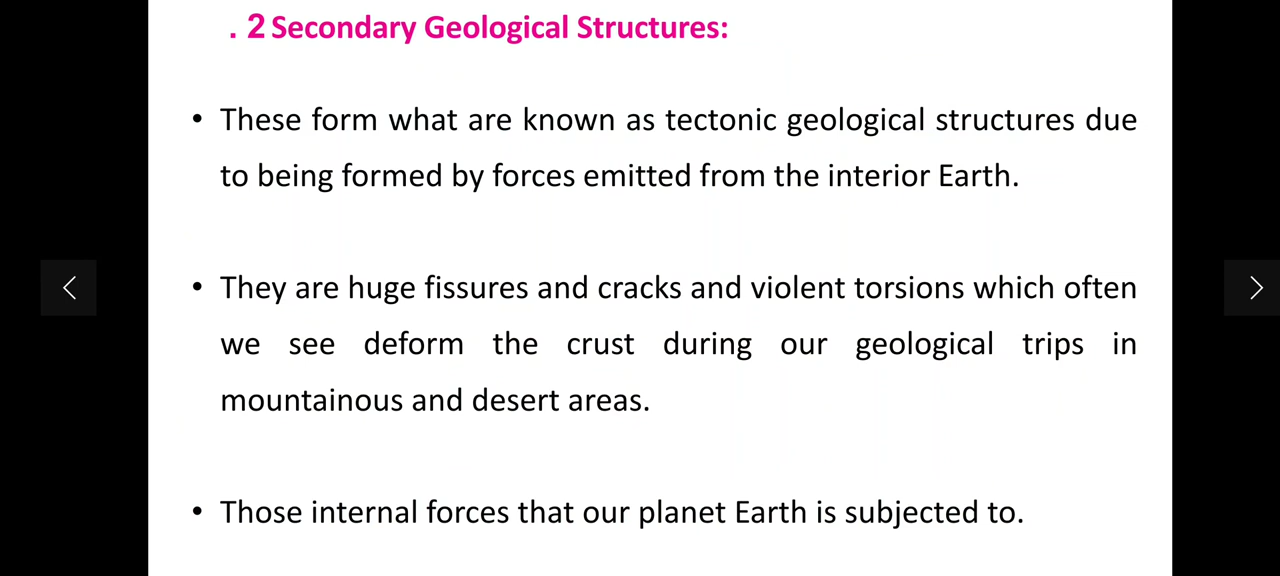 . 2 Secondary Geological Structures:
• These form what are known as tectonic geological structures due
to being formed by forces emitted from the interior Earth.
• They are huge fissures and cracks and violent torsions which often
we see deform the crust during our geological trips in
mountainous and desert areas.
• Those internal forces that our planet Earth is subjected to.